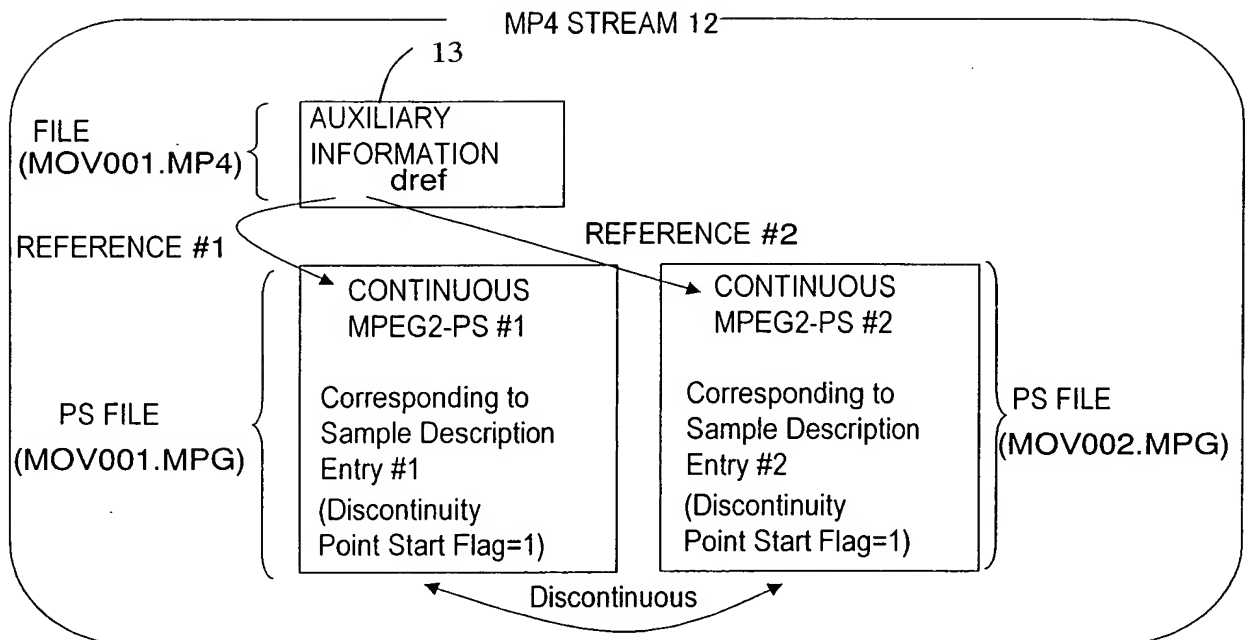 MP4 STREAM 12
13
FILE
(MOV001.MP4)
AUXILIARY
INFORMATION
dref
REFERENCE #1
REFERENCE #2
CONTINUOUS
MPEG2-PS #1
Corresponding to
Sample Description
Entry #1
(Discontinuity
Point Start Flag=1)
PS FILE
(MOV001.MPG)
CONTINUOUS
MPEG2-PS #2
Corresponding to
Sample Description
Entry #2
(Discontinuity
Point Start Flag=1)
PS FILE
(MOV002.MPG)
Discontinuous